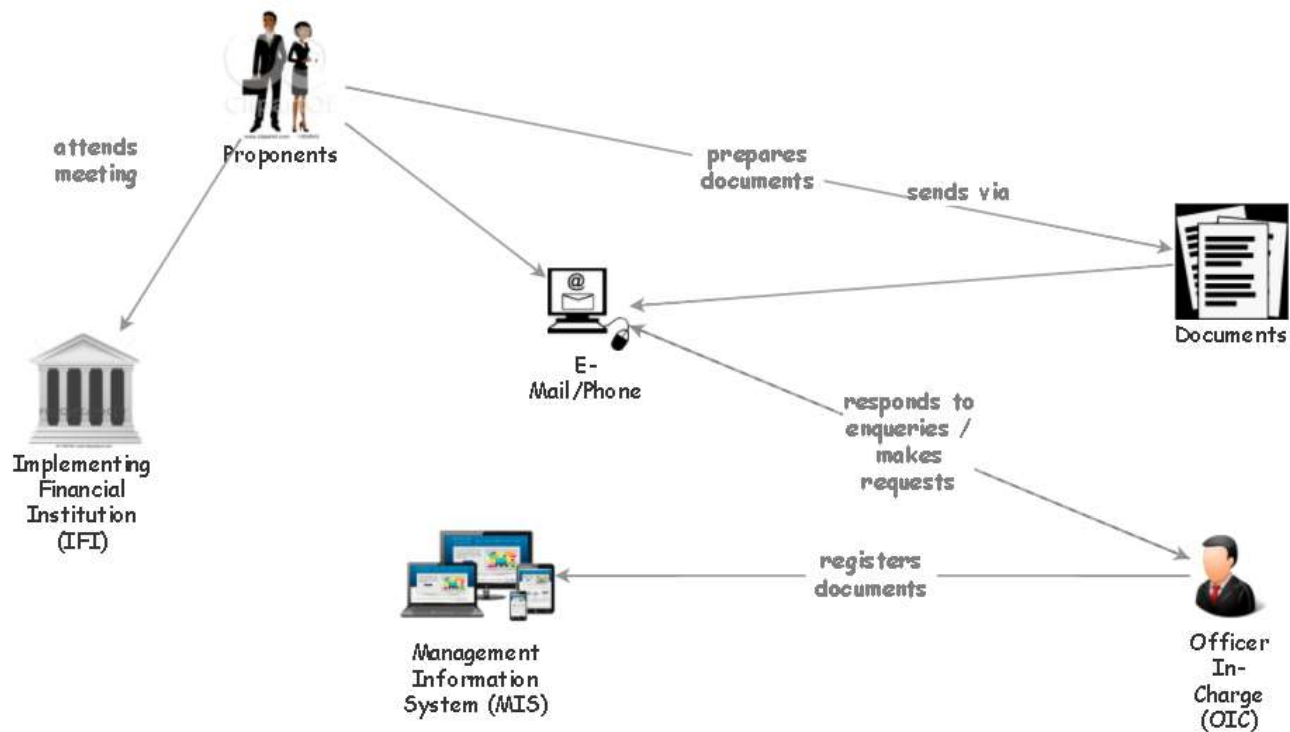 Proponents
attends
meeting
prepares
documents
sends via
@
Documents
E-
Mail/Phone
responds to
enqueries /
makes
requests
Implementing
Financial
Institution
(IFI)
registers
documents
Management
Information
System (MIS)
Officer
In-
Charge
(OIC)